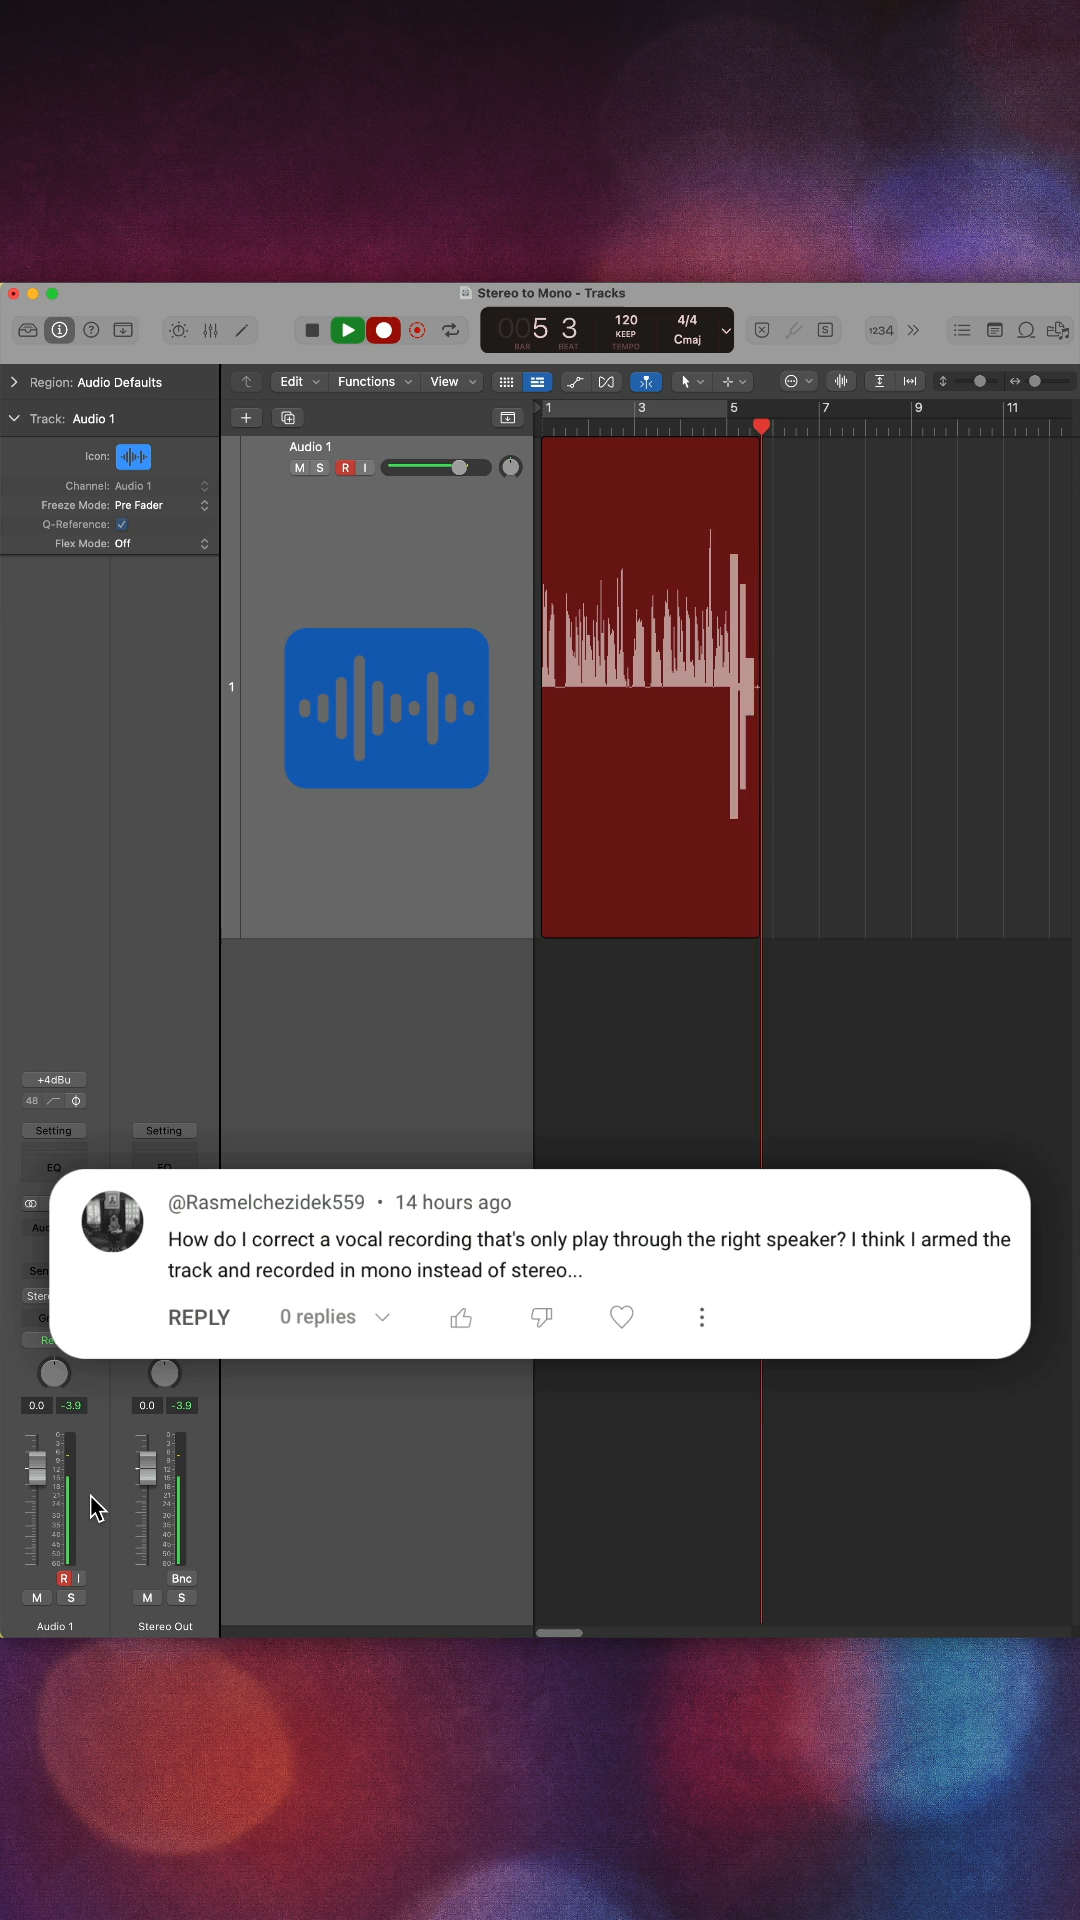 Stereo to Mono - Tracks
005 3
BAR BEAT
120
KEEP
TEMPO
4/4
Cmaj
S
1234
Region: Audio Defaults
Edit
Functions
View
Track: Audio 1
1 3 5 7 9 11
Icon:
Channel: Audio 1
Freeze Mode: Pre Fader
Q-Reference:
Flex Mode: Off
Audio 1
M S R I
1
+4dBu
48
Setting Setting
EQ EQ
@Rasmelchezidek559 • 14 hours ago
How do I correct a vocal recording that's only play through the right speaker? I think I armed the
track and recorded in mono instead of stereo...
REPLY 0 replies
0.0 -3.9 0.0 -3.9
R I Bnc
M S M S
Audio 1 Stereo Out